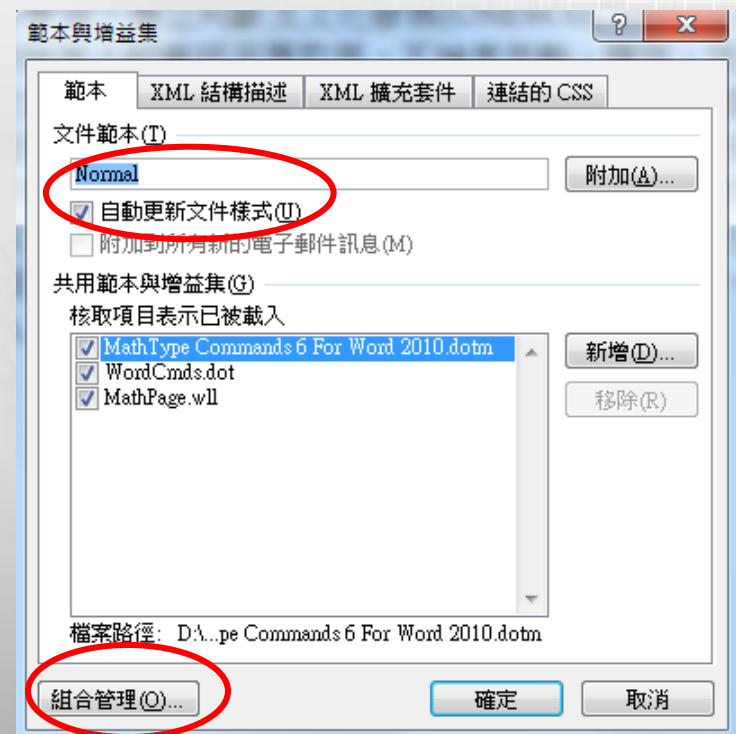 範本與增益集
範本 XML 結構描述 XML 擴充套件 連結的 CSS
文件範本(T)
Normal 附加(A)...
自動更新文件樣式(U)
附加到所有新的電子郵件訊息(M)
共用範本與增益集(G)
核取項目表示已被載入
MathType Commands 6 For Word 2010.dotm 新增(D)...
WordCmds.dot
MathPage.wll 移除(R)
檔案路徑: D:\...pe Commands 6 For Word 2010.dotm
組合管理(O)... 確定 取消